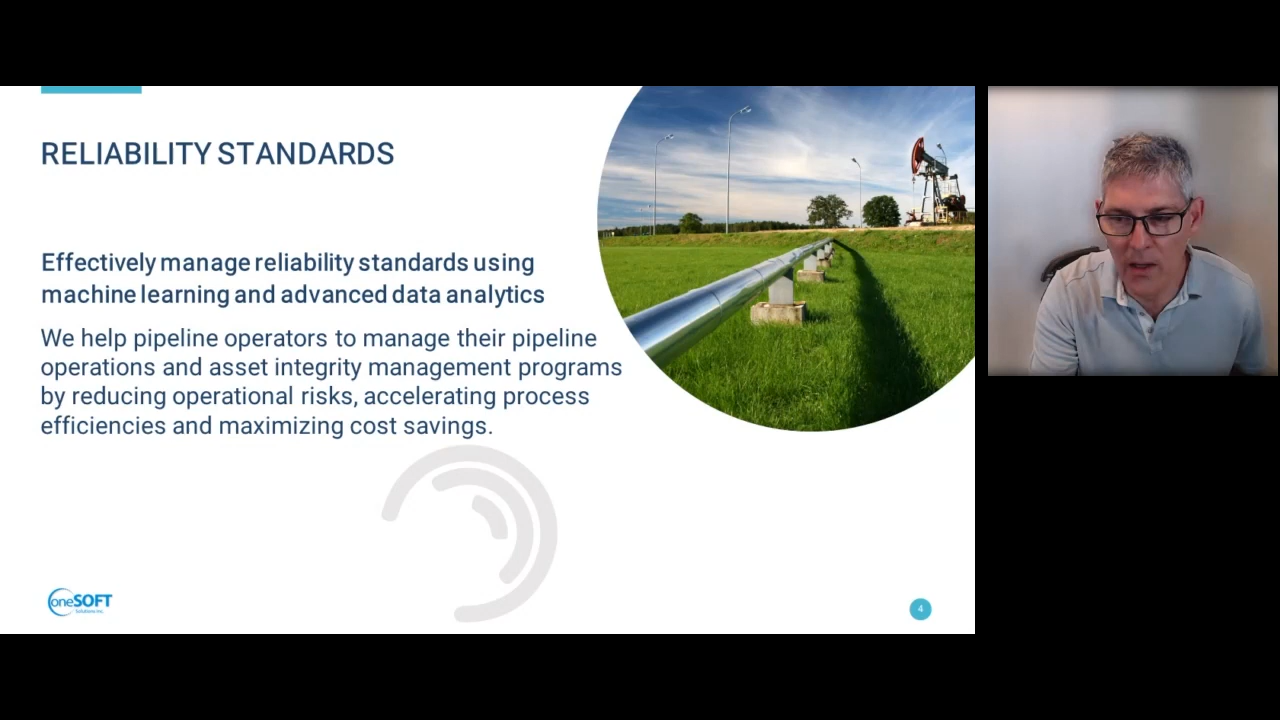 RELIABILITY STANDARDS
Effectively manage reliability standards using
machine learning and advanced data analytics
We help pipeline operators to manage their pipeline
operations and asset integrity management programs
by reducing operational risks, accelerating process
efficiencies and maximizing cost savings.
oneSOFT
Solutions Inc.
4